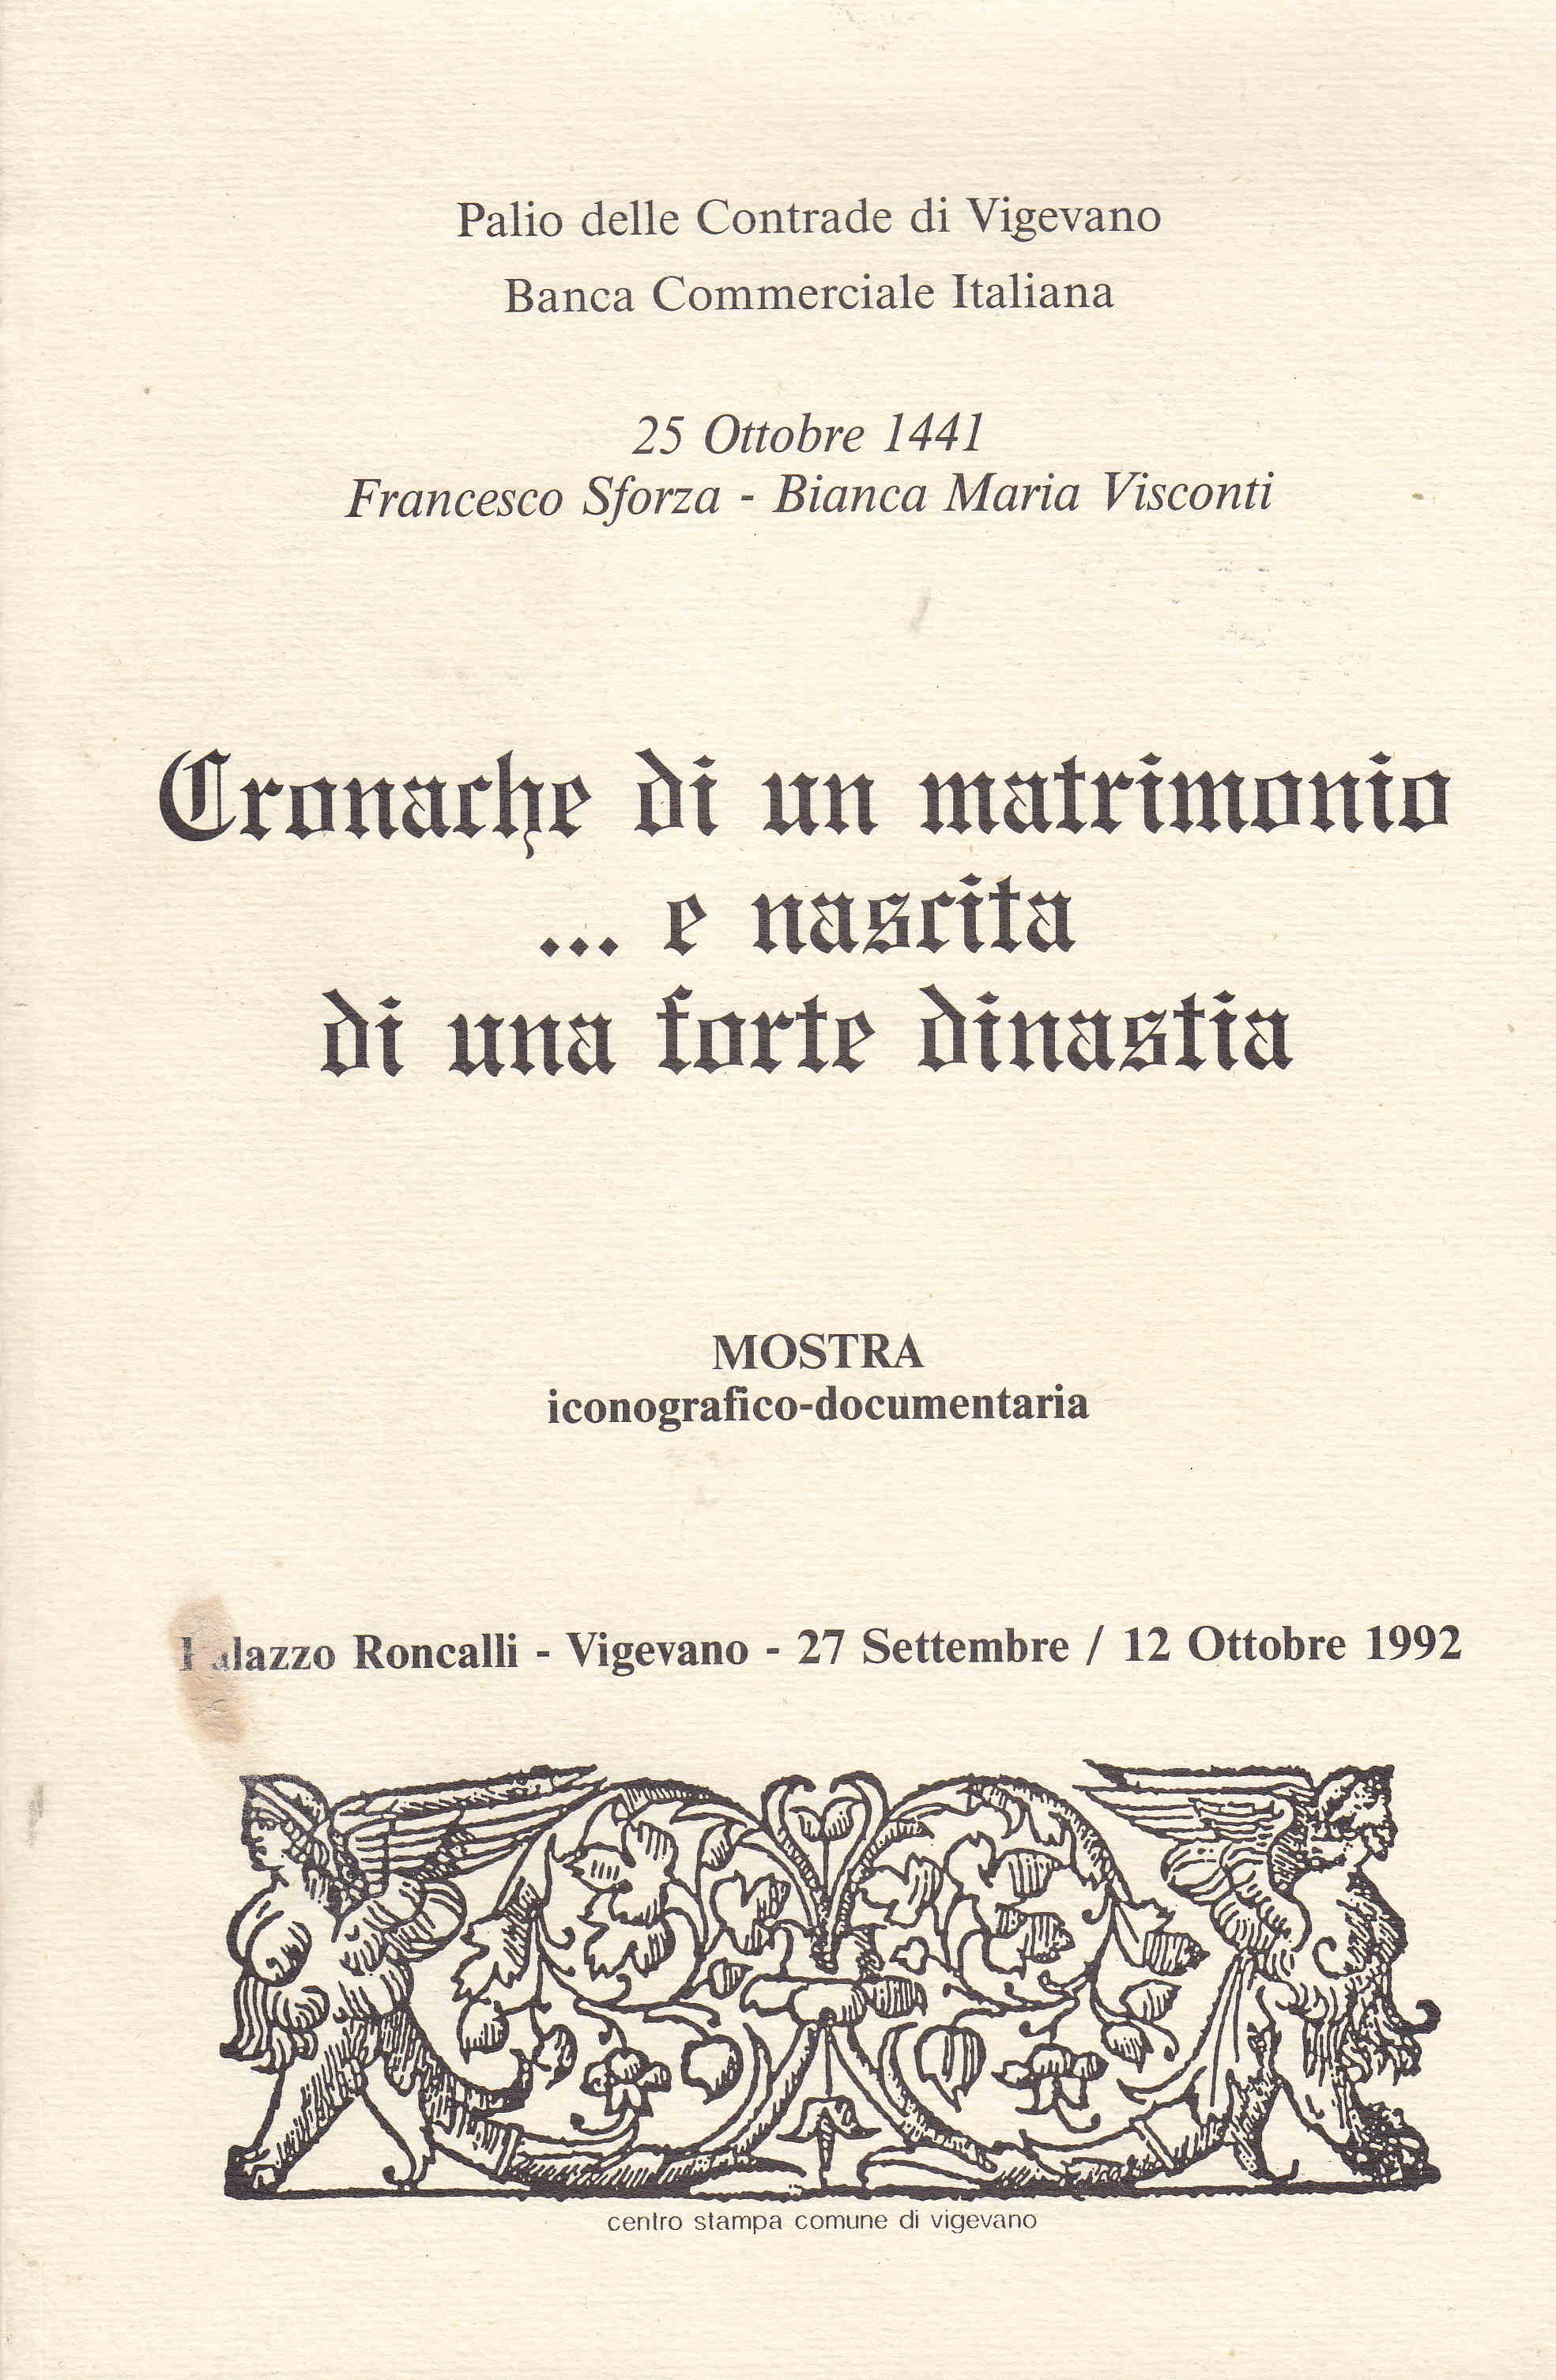 Palio delle Contrade di Vigevano
Banca Commerciale Italiana
25 Ottobre 1441
Francesco Sforza - Bianca Maria Visconti
Cronache di un matrimonio
... e nascita
di una forte dinastia
MOSTRA
iconografico-documentaria
Palazzo Roncalli - Vigevano - 27 Settembre / 12 Ottobre 1992
centro stampa comune di vigevano